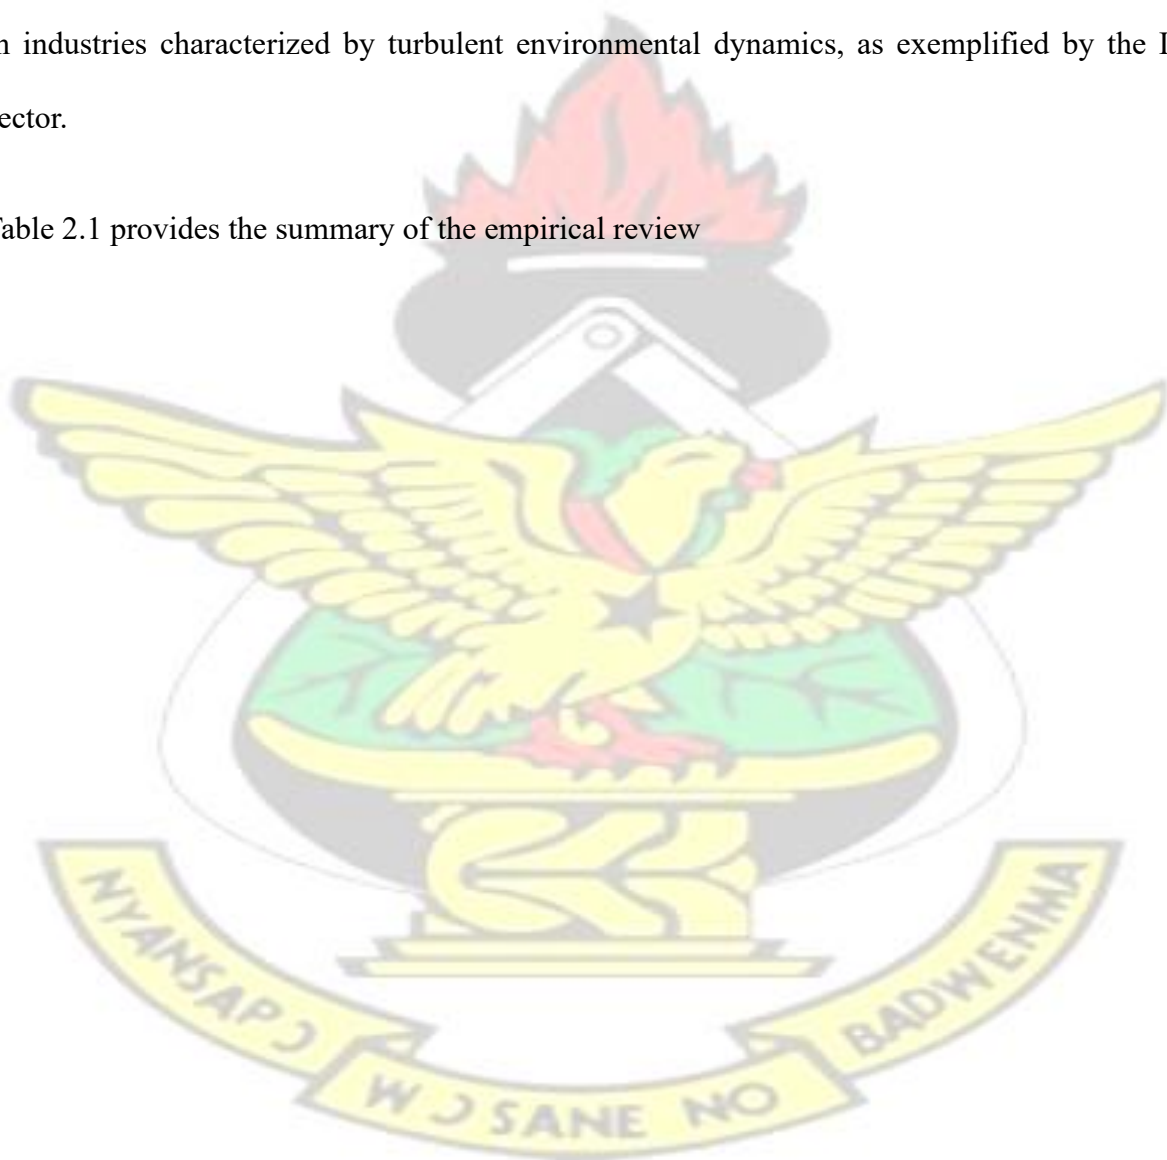 industries characterized by turbulent environmental dynamics, as exemplified by the
ector.
able 2.1 provides the summary of the empirical review
NYANSAPƆ
WƆSANE NO
BADWENMA